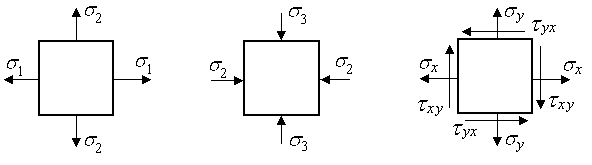 σ₂
σ₁ σ₁
σ₂
σ₃
σ₂ σ₂
σ₃
σy
τyx
σx σx
τxy τxy
τyx
σy